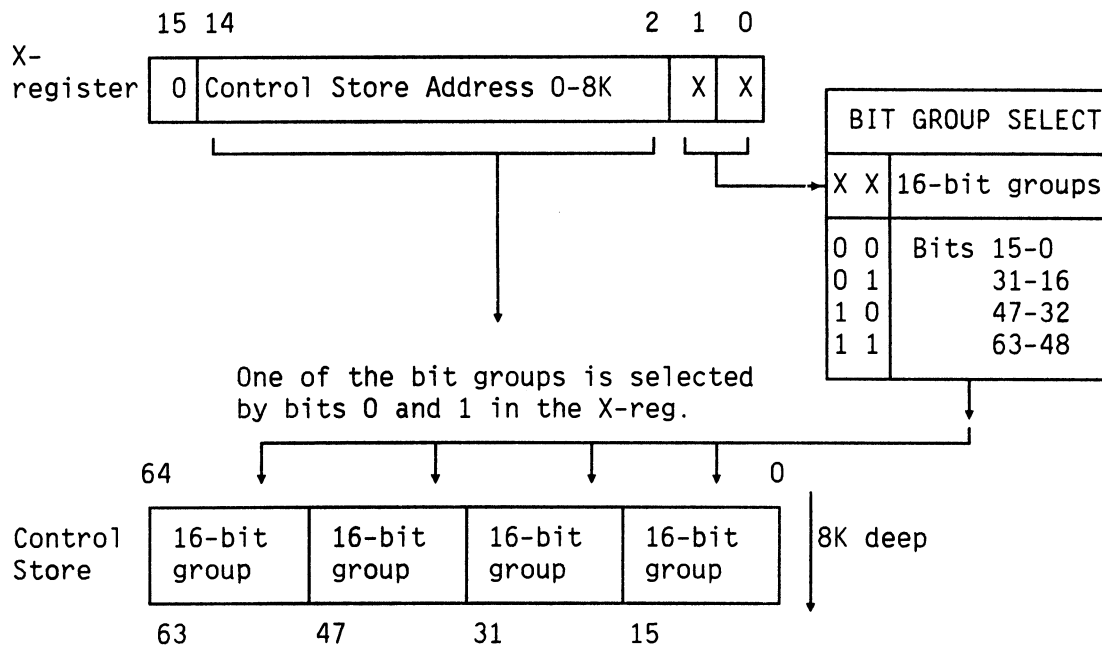 15 14 2 1 0
X-
register 0 Control Store Address 0-8K X X
BIT GROUP SELECT
X X 16-bit groups
0 0 Bits 15-0
0 1 31-16
1 0 47-32
1 1 63-48
One of the bit groups is selected
by bits 0 and 1 in the X-reg.
64 0
Control
Store
16-bit
group
16-bit
group
16-bit
group
16-bit
group
8K deep
63 47 31 15